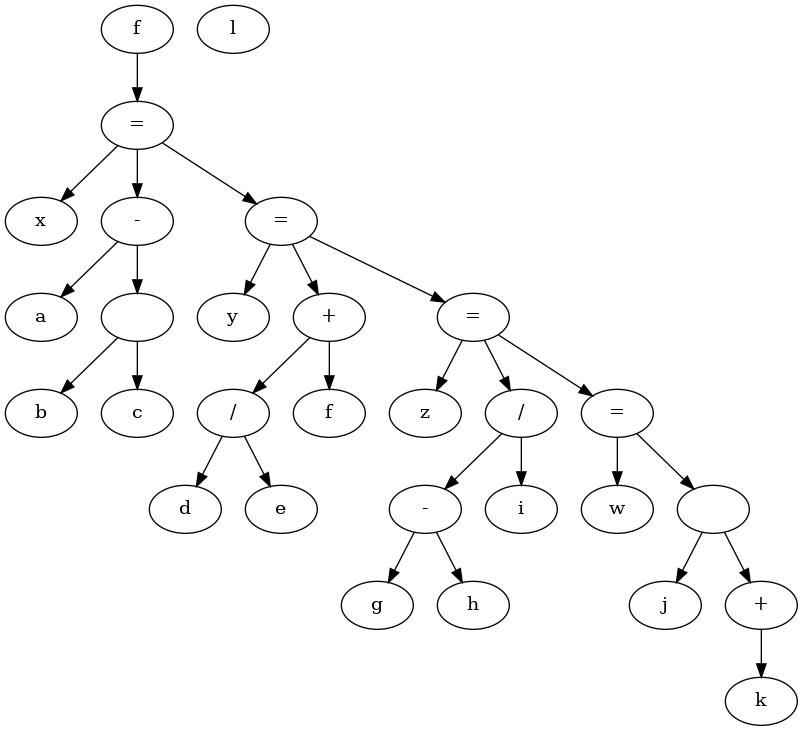 f l
=
x - =
a y + =
b c / f z / =
d e - i w
g h j +
k